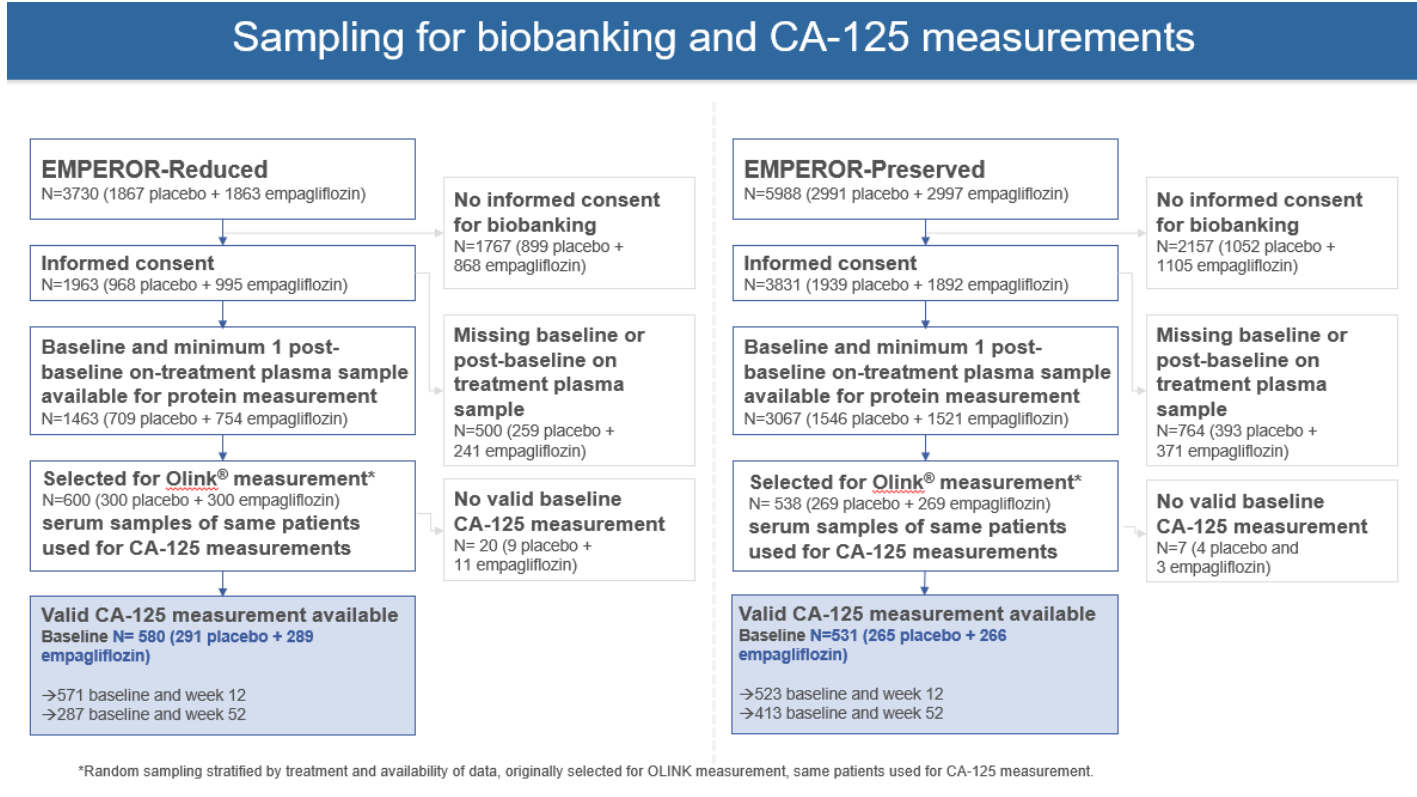 Sampling for biobanking and CA-125 measurements
EMPEROR-Reduced
N=3730 (1867 placebo + 1863 empagliflozin)
No informed consent
for biobanking
N=1767 (899 placebo +
868 empagliflozin)
Informed consent
N=1963 (968 placebo + 995 empagliflozin)
Missing baseline or
post-baseline on
treatment plasma
sample
N=500 (259 placebo +
241 empagliflozin)
Baseline and minimum 1 post-
baseline on-treatment plasma sample
available for protein measurement
N=1463 (709 placebo + 754 empagliflozin)
Selected for Olink® measurement*
N=600 (300 placebo + 300 empagliflozin)
serum samples of same patients
used for CA-125 measurements
No valid baseline
CA-125 measurement
N= 20 (9 placebo +
11 empagliflozin)
Valid CA-125 measurement available
Baseline N= 580 (291 placebo + 289
empagliflozin)
→571 baseline and week 12
→287 baseline and week 52
EMPEROR-Preserved
N=5988 (2991 placebo + 2997 empagliflozin)
No informed consent
for biobanking
N=2157 (1052 placebo +
1105 empagliflozin)
Informed consent
N=3831 (1939 placebo + 1892 empagliflozin)
Missing baseline or
post-baseline on
treatment plasma
sample
N=764 (393 placebo +
371 empagliflozin)
Baseline and minimum 1 post-
baseline on-treatment plasma sample
available for protein measurement
N=3067 (1546 placebo + 1521 empagliflozin)
Selected for Olink® measurement*
N= 538 (269 placebo + 269 empagliflozin)
serum samples of same patients
used for CA-125 measurements
No valid baseline
CA-125 measurement
N=7 (4 placebo and
3 empagliflozin)
Valid CA-125 measurement available
Baseline N=531 (265 placebo + 266
empagliflozin)
→523 baseline and week 12
→413 baseline and week 52
*Random sampling stratified by treatment and availability of data, originally selected for OLINK measurement, same patients used for CA-125 measurement.